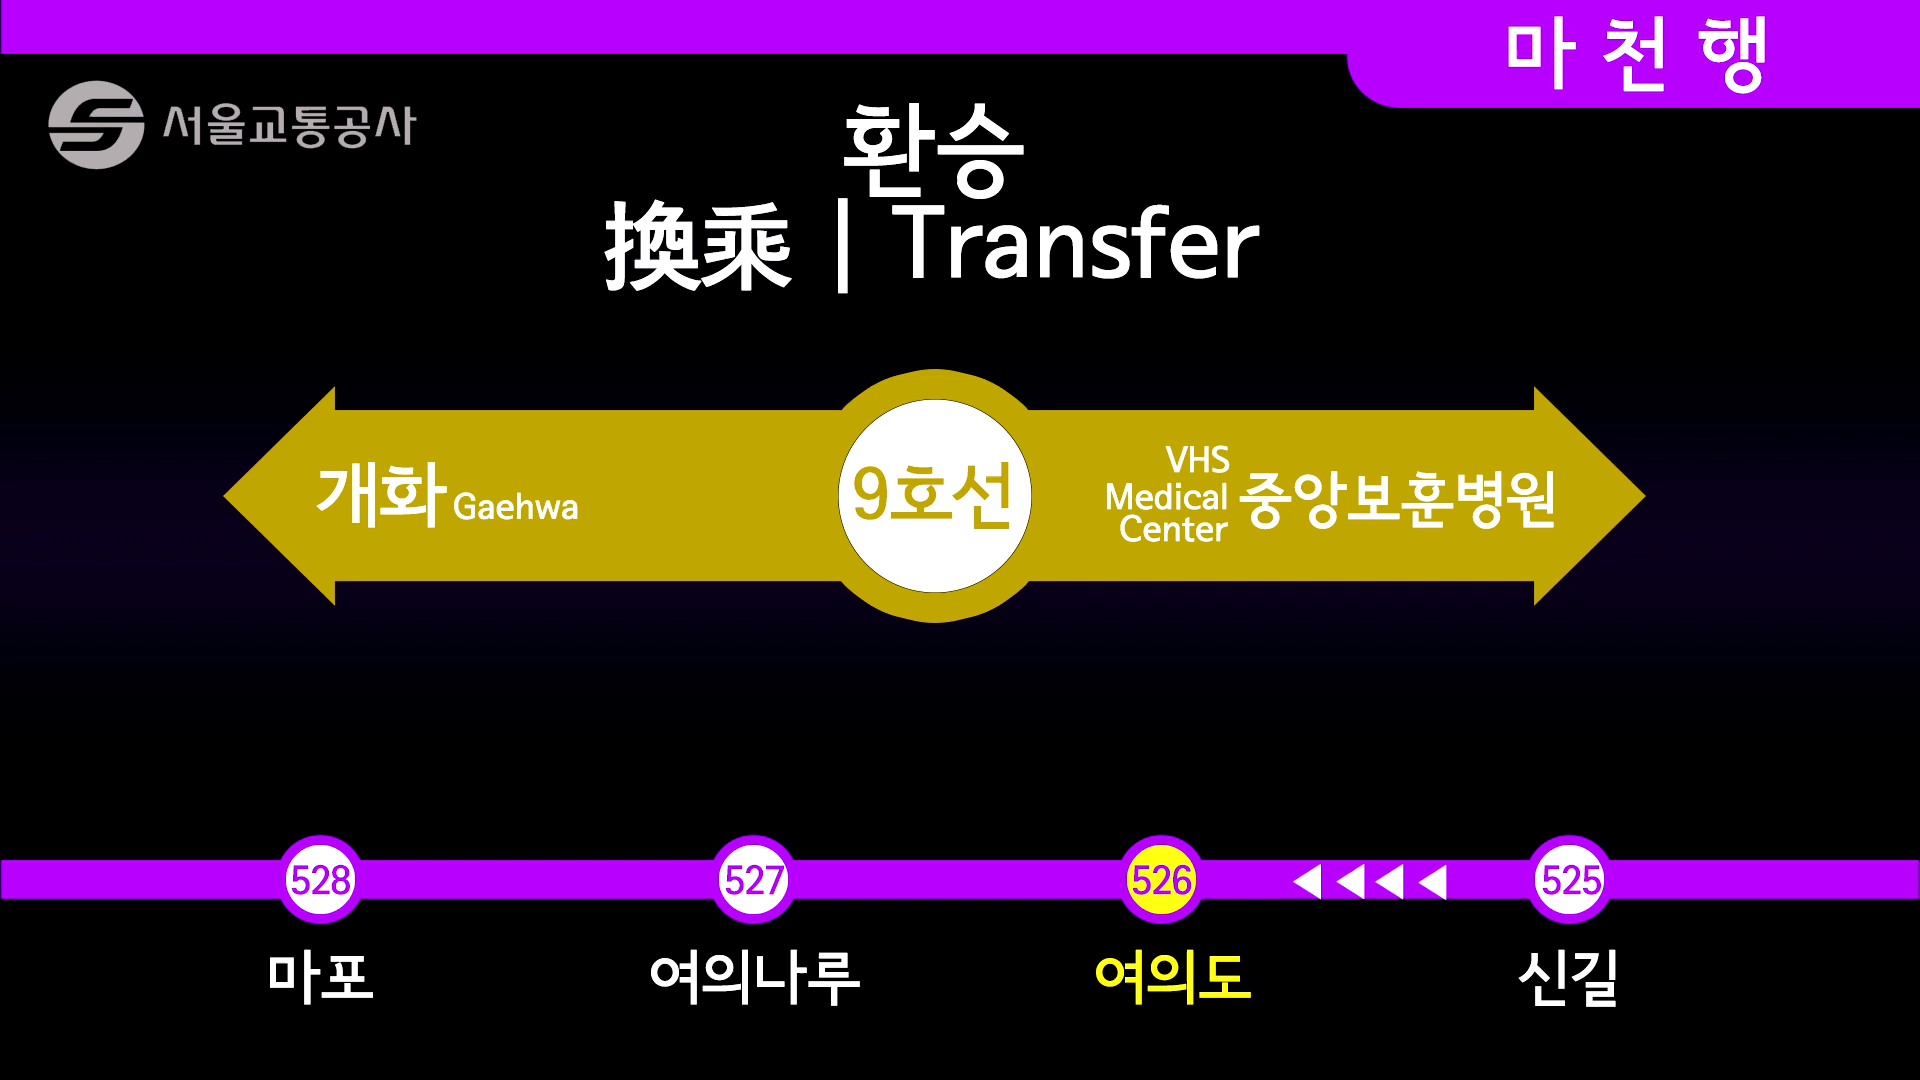 마천행
서울교통공사
환승
換乘 | Transfer
개화 Gaehwa
9호선
VHS
Medical
Center
중앙보훈병원
528
527
526
525
마포
여의나루
여의도
신길